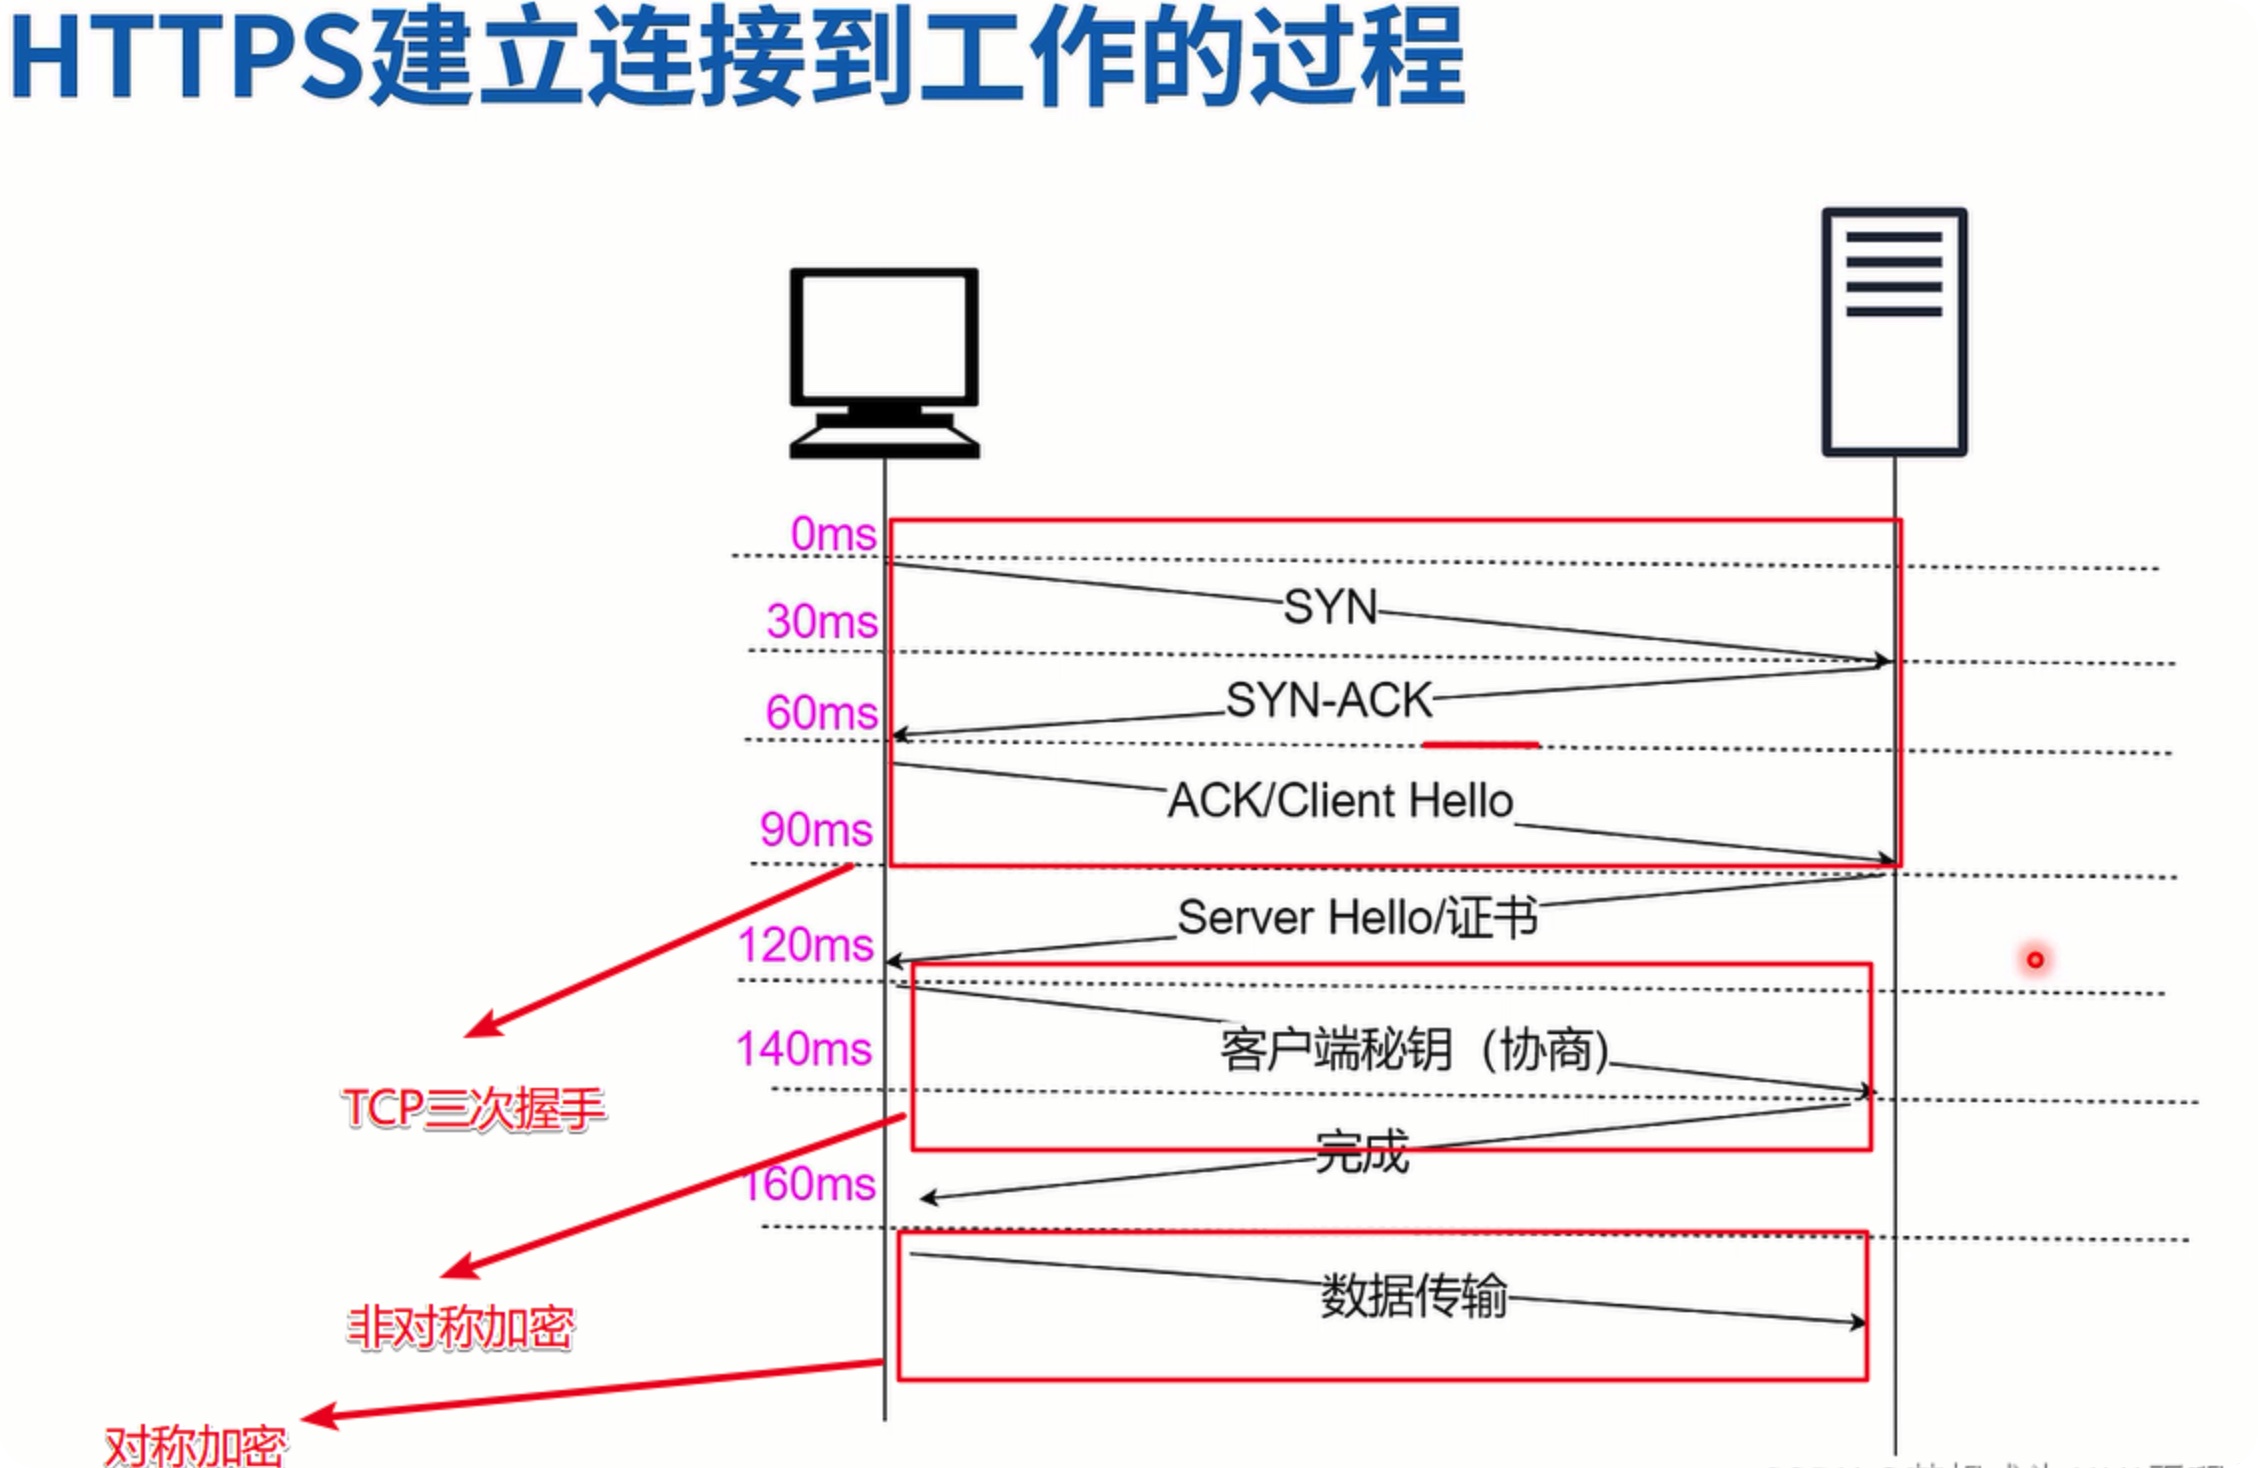 HTTPS建立连接到工作的过程
0ms
SYN
30ms
SYN-ACK
60ms
ACK/Client Hello
90ms
Server Hello/证书
120ms
客户端秘钥（协商）
140ms
TCP三次握手
完成
160ms
数据传输
非对称加密
对称加密